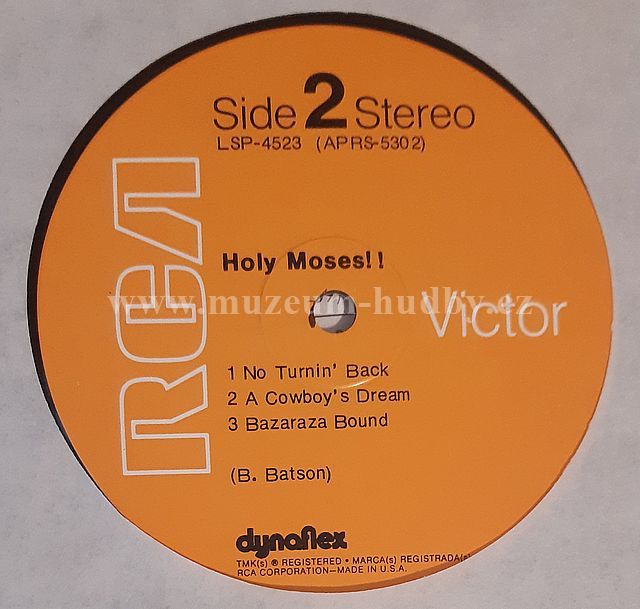 Side 2 Stereo
LSP-4523 (APRS-5302)
RCA
Holy Moses!!
www.muzeum-hudby.cz
Victor
1 No Turnin' Back
2 A Cowboy's Dream
3 Bazaraza Bound
(B. Batson)
dynaflex
TMK(s) ® REGISTERED • MARCA(s) REGISTRADA(s)
RCA CORPORATION—MADE IN U.S.A.